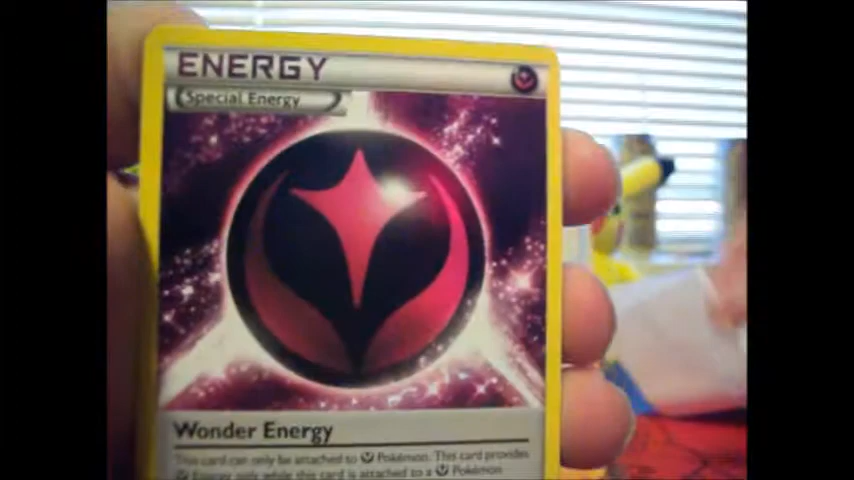 ENERGY
Special Energy
Wonder Energy
This card can only be attached to Pokémon. This card provides
Energy only while this card is attached to a Pokémon